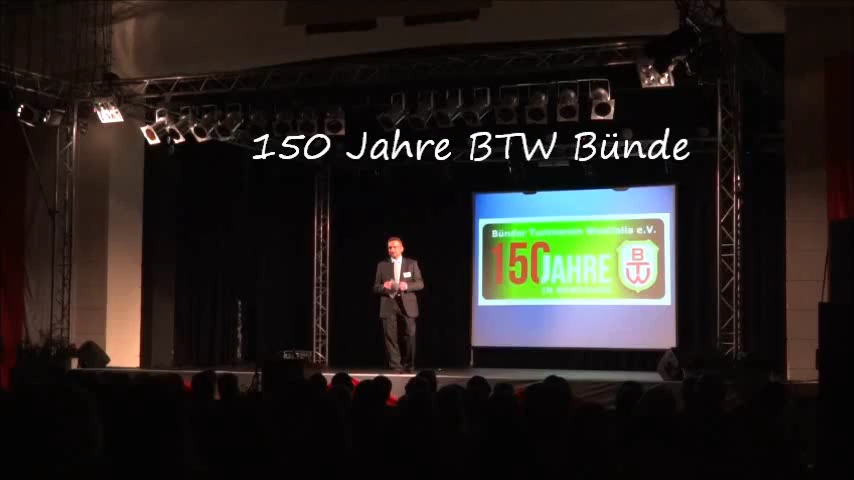 150 Jahre BTW Bünde
Bünder Turnverein Westfalia e.V.
150 JAHRE
BTW